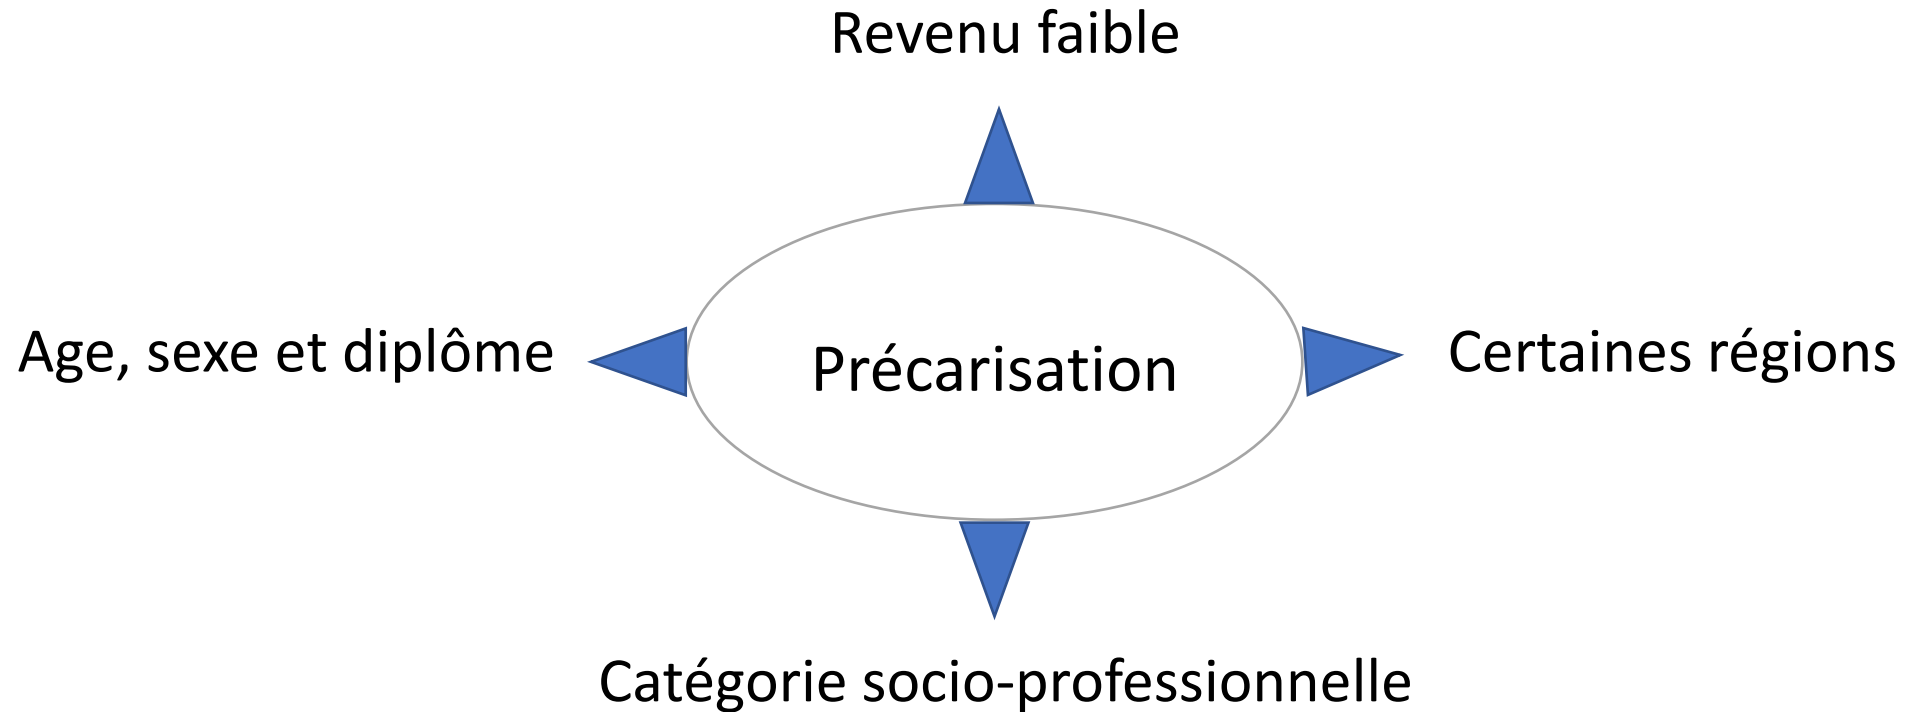 Revenu faible
Age, sexe et diplôme
Précarisation
Certaines régions
Catégorie socio-professionnelle